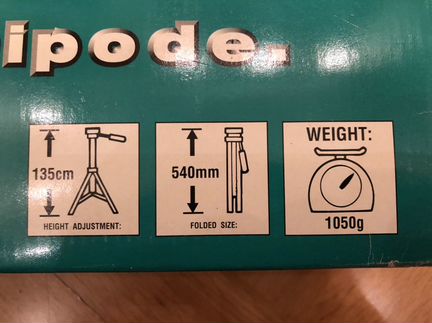 ipode.
135cm
HEIGHT ADJUSTMENT:
540mm
FOLDED SIZE:
WEIGHT:
1050g